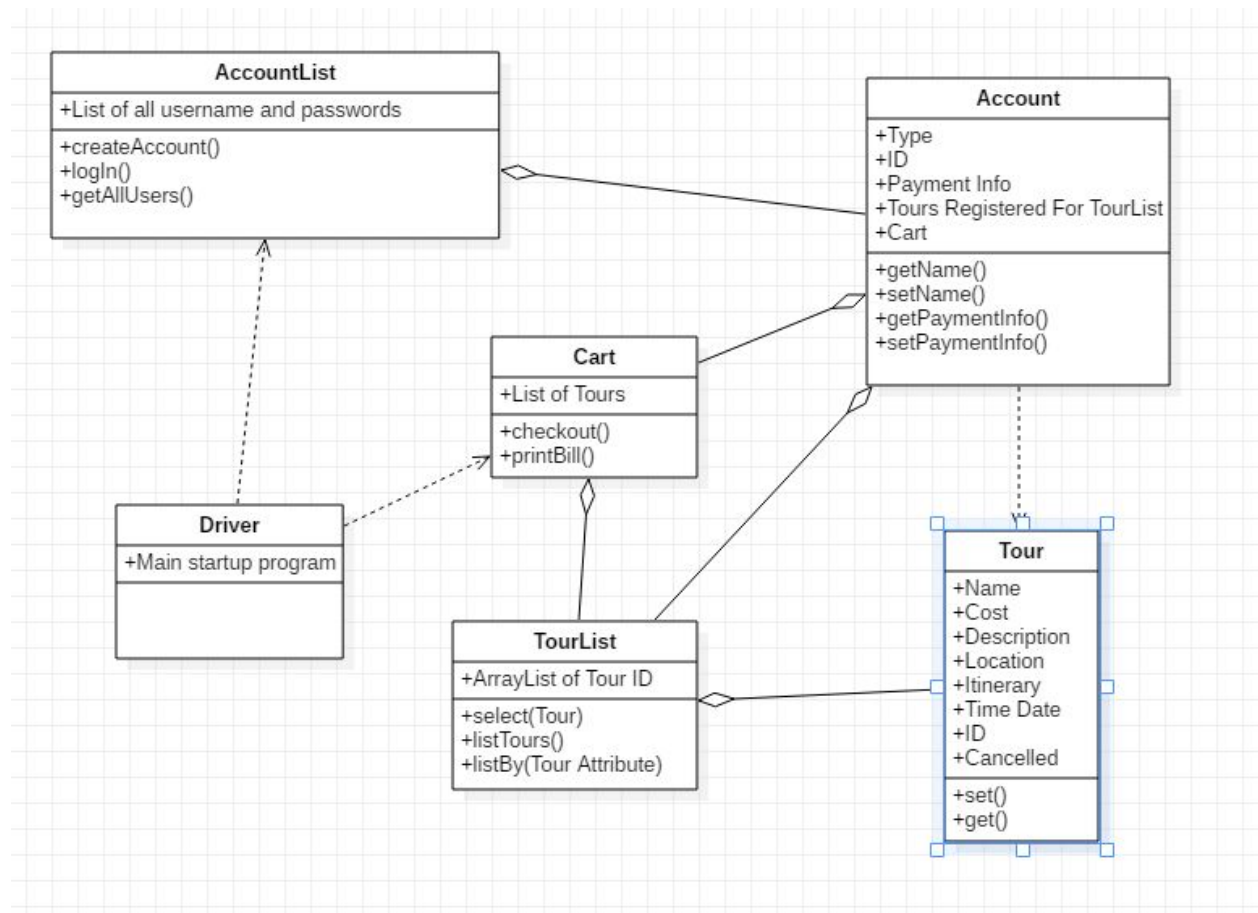 AccountList
+List of all username and passwords
+createAccount()
+logIn()
+getAllUsers()
Account
+Type
+ID
+Payment Info
+Tours Registered For TourList
+Cart
+getName()
+setName()
+getPaymentInfo()
+setPaymentInfo()
Cart
+List of Tours
+checkout()
+printBill()
Driver
+Main startup program
TourList
+ArrayList of Tour ID
+select(Tour)
+listTours()
+listBy(Tour Attribute)
Tour
+Name
+Cost
+Description
+Location
+Itinerary
+Time Date
+ID
+Cancelled
+set()
+get()